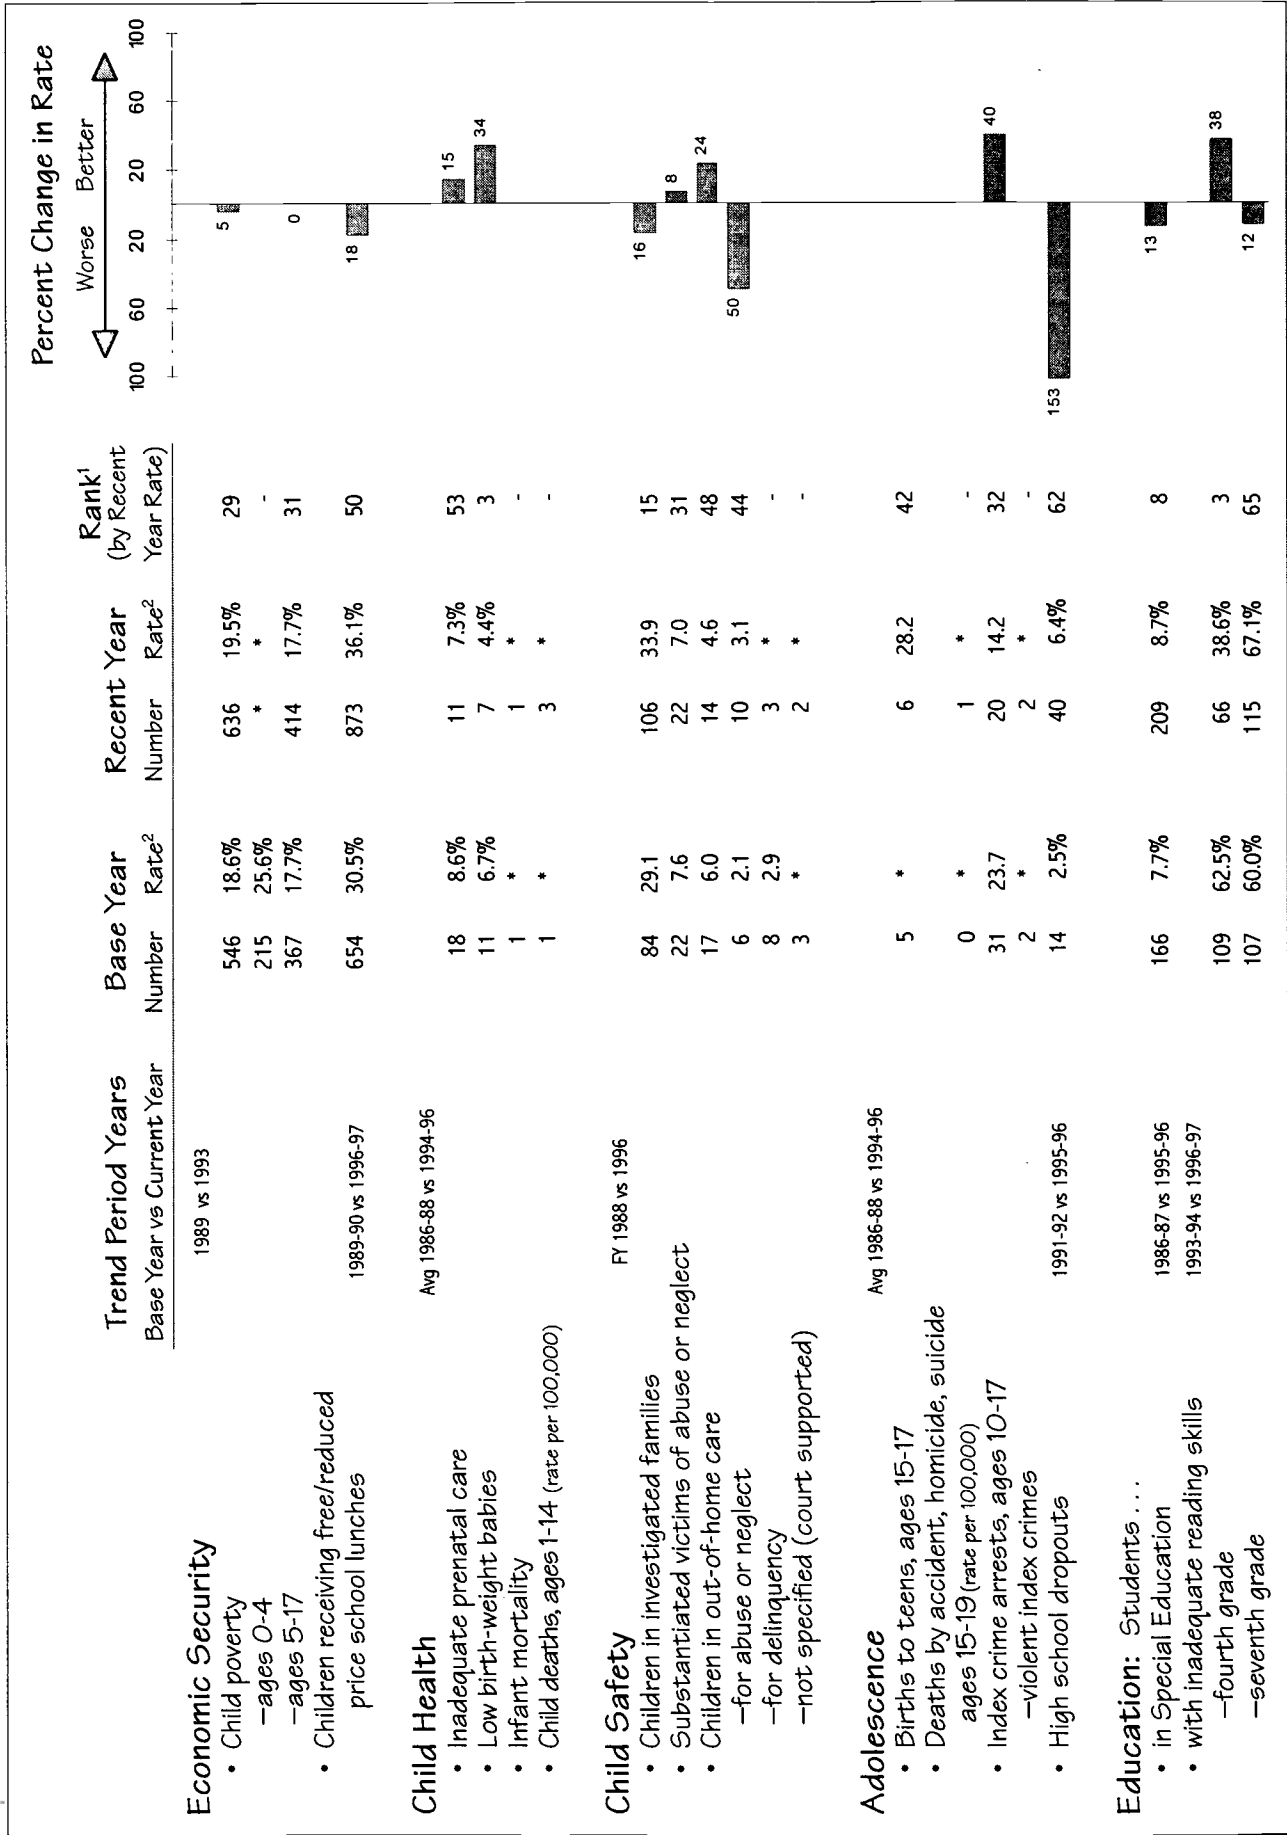 Percent Change in Rate
Worse Better
100 60 20 20 60 100
Trend Period Years Base Year Recent Year Rank¹
(by Recent
Base Year vs Current Year Number Rate² Number Rate² Year Rate)
Economic Security 1989 vs 1993
• Child poverty 546 18.6% 636 19.5% 29 5
–ages 0-4 215 25.6% * * -
–ages 5-17 367 17.7% 414 17.7% 31 0
• Children receiving free/reduced
price school lunches 1989-90 vs 1996-97 654 30.5% 873 36.1% 50 18
Child Health Avg 1986-88 vs 1994-96
• Inadequate prenatal care 18 8.6% 11 7.3% 53 15
• Low birth-weight babies 11 6.7% 7 4.4% 3 34
• Infant mortality 1 * 1 * -
• Child deaths, ages 1-14 (rate per 100,000) 1 * 3 * -
Child Safety FY 1988 vs 1996
• Children in investigated families 84 29.1 106 33.9 15 16
• Substantiated victims of abuse or neglect 22 7.6 22 7.0 31 8
• Children in out-of-home care 17 6.0 14 4.6 48 24
–for abuse or neglect 6 2.1 10 3.1 44 50
–for delinquency 8 2.9 3 * -
–not specified (court supported) 3 * 2 * -
Adolescence Avg 1986-88 vs 1994-96
• Births to teens, ages 15-17 5 * 6 28.2 42
• Deaths by accident, homicide, suicide
ages 15-19 (rate per 100,000) 0 * 1 * -
• Index crime arrests, ages 10-17 31 23.7 20 14.2 32 40
–violent index crimes 2 * 2 * -
• High school dropouts 1991-92 vs 1995-96 14 2.5% 40 6.4% 62 153
Education: Students . . . .
• in Special Education 1986-87 vs 1995-96 166 7.7% 209 8.7% 8 13
• with inadequate reading skills 1993-94 vs 1996-97
–fourth grade 109 62.5% 66 38.6% 3 38
–seventh grade 107 60.0% 115 67.1% 65 12